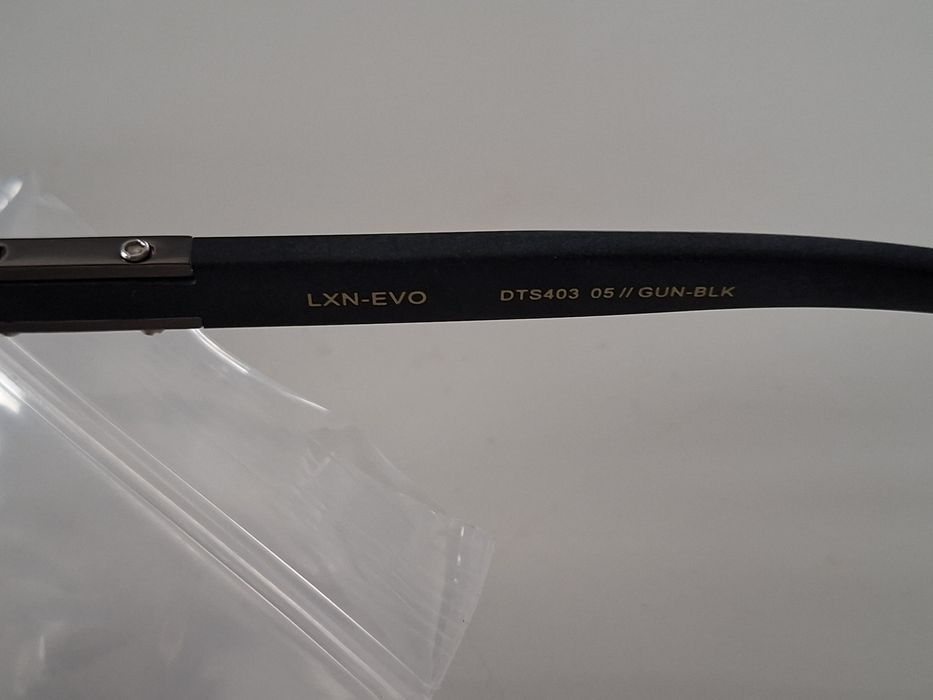 LXN-EVO DTS403 05 // GUN-BLK